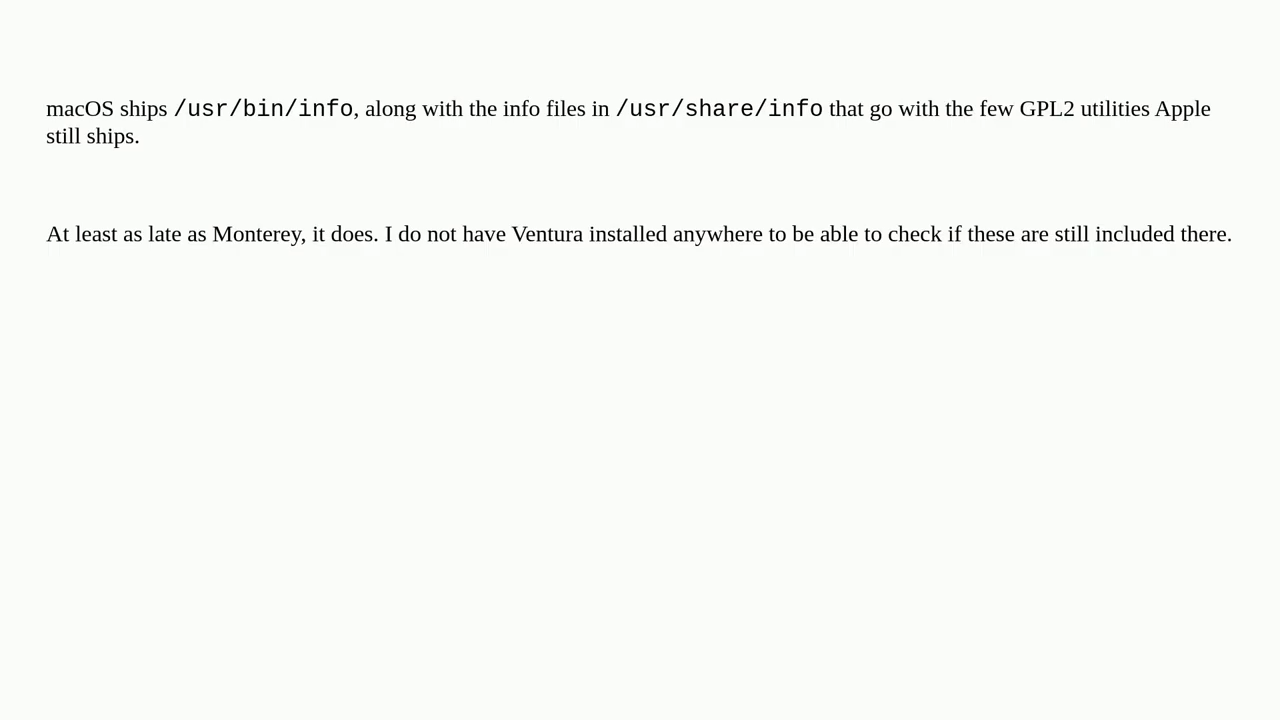 macOS ships /usr/bin/info, along with the info files in /usr/share/info that go with the few GPL2 utilities Apple
still ships.
At least as late as Monterey, it does. I do not have Ventura installed anywhere to be able to check if these are still included there.